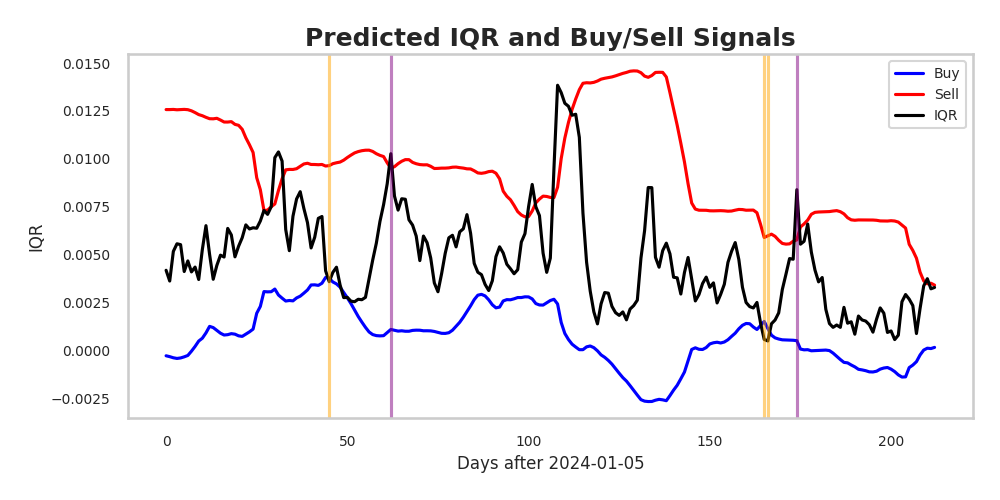 Predicted IQR and Buy/Sell Signals
0.0150
0.0125
0.0100
0.0075
0.0050
0.0025
0.0000
−0.0025
IQR
Buy
Sell
IQR
0
50
100
150
200
Days after 2024-01-05